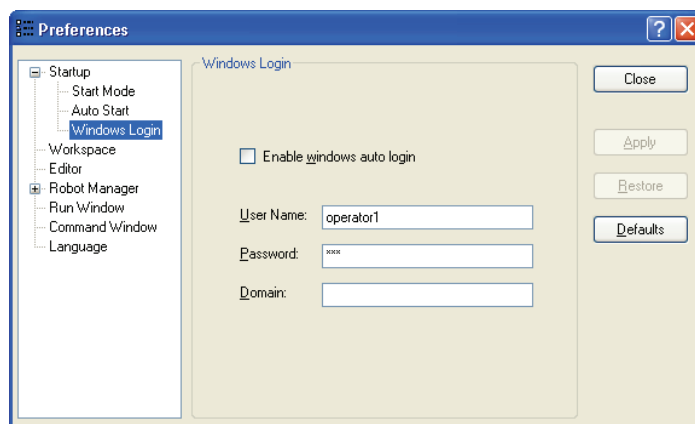 Preferences
Startup
Start Mode
Auto Start
Windows Login
Workspace
Editor
Robot Manager
Run Window
Command Window
Language
Windows Login
Enable windows auto login
User Name: operator1
Password: ***
Domain:
Close
Apply
Restore
Defaults